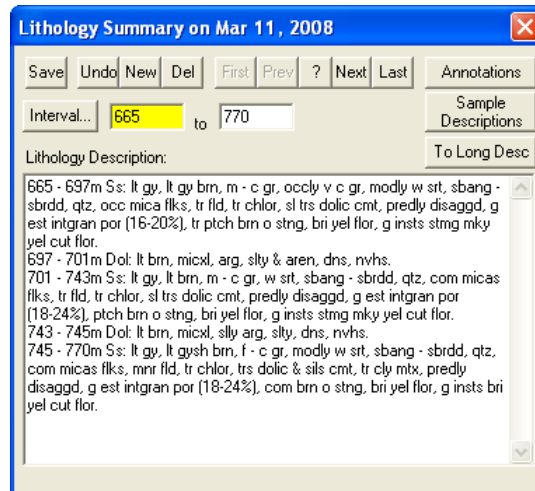 Lithology Summary on Mar 11, 2008
Save Undo New Del First Prev ? Next Last Annotations
Interval... 665 to 770 Sample Descriptions
Lithology Description: To Long Desc
665 - 697m Ss: lt gy, lt gy brn, m - c gr, occly v c gr, modly w srt, sbang -
sbrdd, qtz, occ mica flks, tr fld, tr chlor, sl trs dolic cmt, predly disaggd, g
est intgran por (16-20%), tr ptch brn o stng, bri yel flor, g insts stmg mky
yel cut flor.
697 - 701m Dol: lt brn, micxl, arg, slty & aren, dns, nvhs.
701 - 743m Ss: lt gy, lt brn, m - c gr, w srt, sbang - sbrdd, qtz, com micas
flks, tr fld, tr chlor, sl trs dolic cmt, predly disaggd, g est intgran por
(18-24%), ptch brn o stng, bri yel flor, g insts stmg mky yel cut flor.
743 - 745m Dol: lt brn, micxl, slly arg, slty, dns, nvhs.
745 - 770m Ss: lt gy, lt gysh brn, f - c gr, modly w srt, sbang - sbrdd, qtz,
com micas flks, mnr fld, tr chlor, trs dolic & sils cmt, tr cly mtx, predly
disaggd, g est intgran por (18-24%), com brn o stng, bri yel flor, g insts bri
yel cut flor.